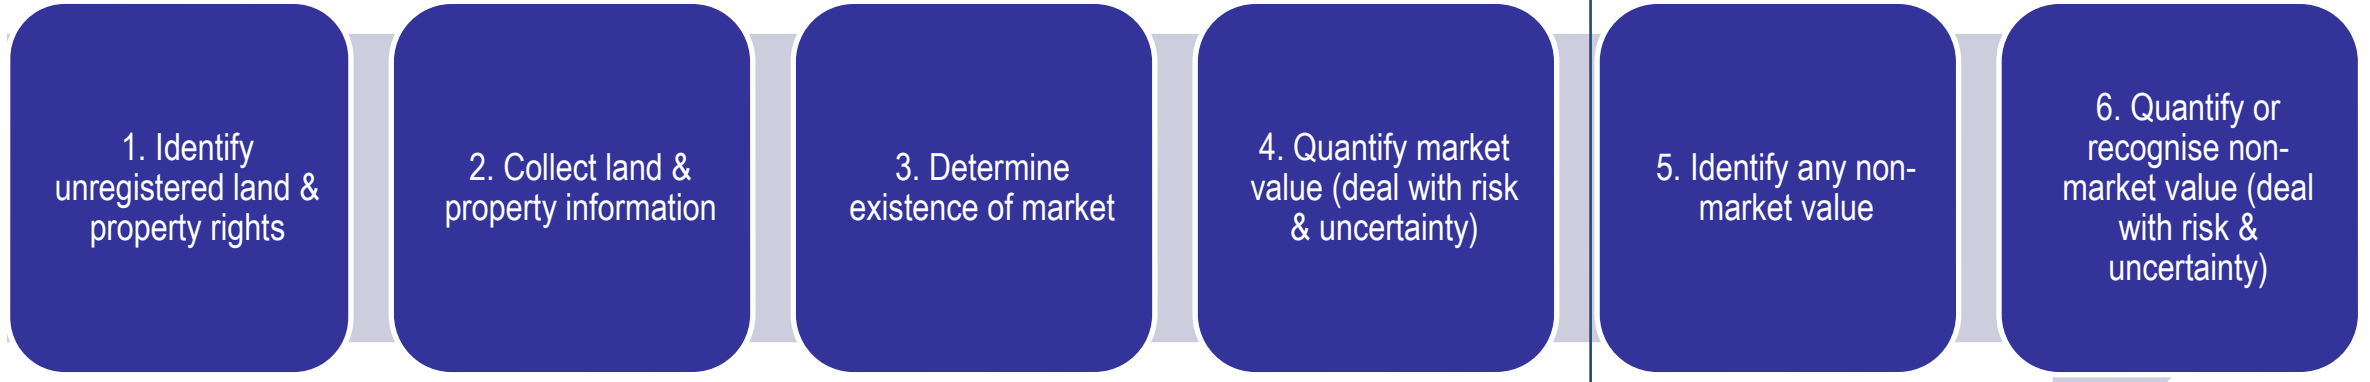 1. Identify
unregistered land &
property rights
2. Collect land &
property information
3. Determine
existence of market
4. Quantify market
value (deal with risk
& uncertainty)
5. Identify any non-
market value
6. Quantify or
recognise non-
market value (deal
with risk &
uncertainty)